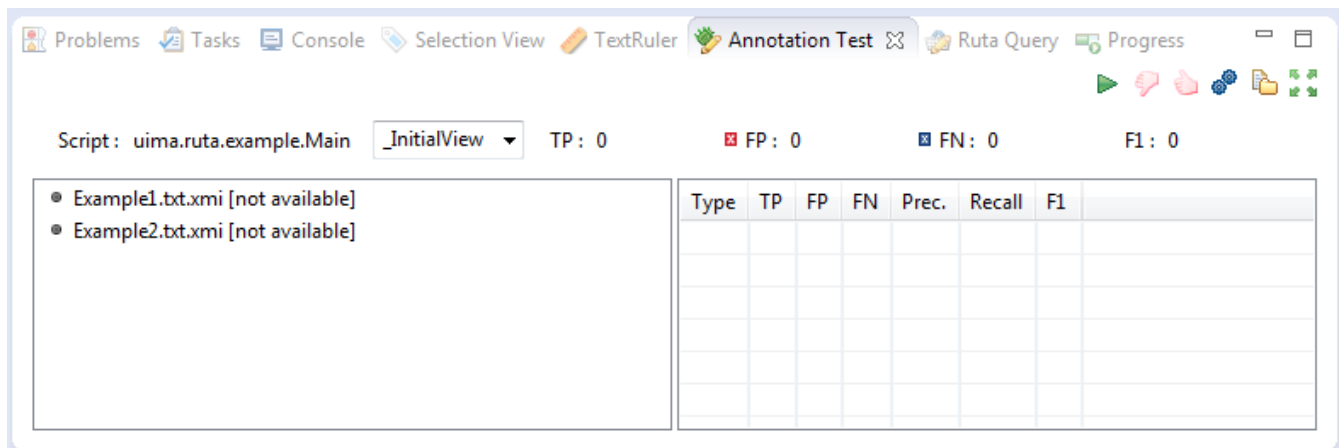 Problems Tasks Console Selection View TextRuler Annotation Test Ruta Query Progress
Script : uima.ruta.example.Main _InitialView TP : 0 FP : 0 FN : 0 F1 : 0
Example1.txt.xmi [not available]
Example2.txt.xmi [not available]
Type TP FP FN Prec. Recall F1